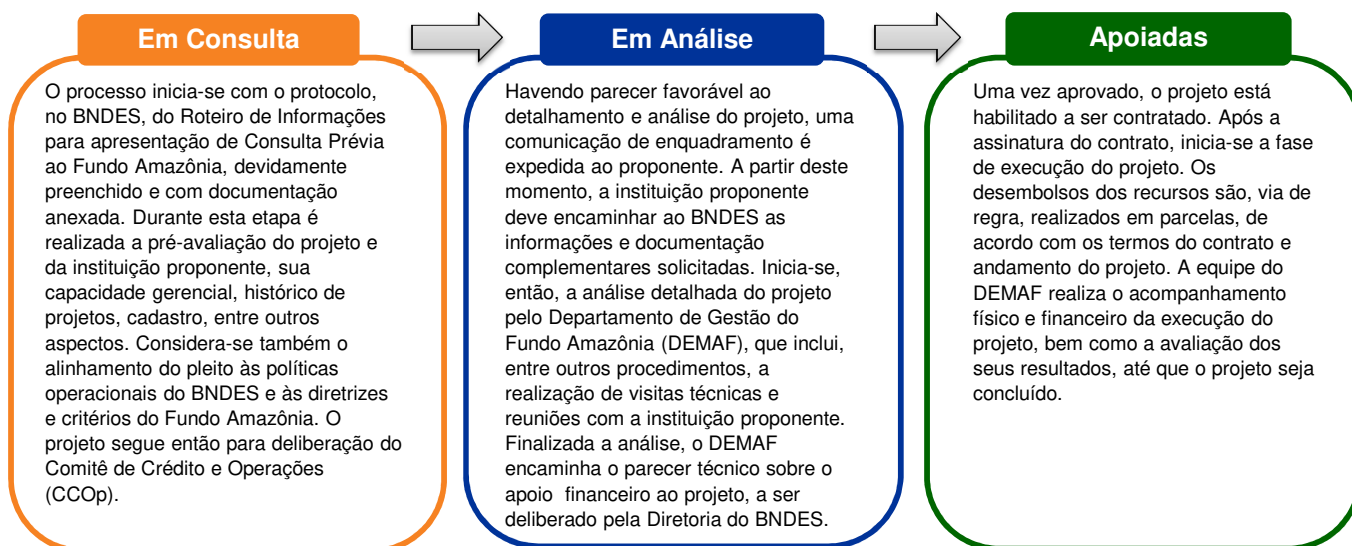 Em Consulta
O processo inicia-se com o protocolo,
no BNDES, do Roteiro de Informações
para apresentação de Consulta Prévia
ao Fundo Amazônia, devidamente
preenchido e com documentação
anexada. Durante esta etapa é
realizada a pré-avaliação do projeto e
da instituição proponente, sua
capacidade gerencial, histórico de
projetos, cadastro, entre outros
aspectos. Considera-se também o
alinhamento do pleito às políticas
operacionais do BNDES e às diretrizes
e critérios do Fundo Amazônia. O
projeto segue então para deliberação do
Comitê de Crédito e Operações
(CCOp).
Em Análise
Havendo parecer favorável ao
detalhamento e análise do projeto, uma
comunicação de enquadramento é
expedida ao proponente. A partir deste
momento, a instituição proponente
deve encaminhar ao BNDES as
informações e documentação
complementares solicitadas. Inicia-se,
então, a análise detalhada do projeto
pelo Departamento de Gestão do
Fundo Amazônia (DEMAF), que inclui,
entre outros procedimentos, a
realização de visitas técnicas e
reuniões com a instituição proponente.
Finalizada a análise, o DEMAF
encaminha o parecer técnico sobre o
apoio financeiro ao projeto, a ser
deliberado pela Diretoria do BNDES.
Apoiadas
Uma vez aprovado, o projeto está
habilitado a ser contratado. Após a
assinatura do contrato, inicia-se a fase
de execução do projeto. Os
desembolsos dos recursos são, via de
regra, realizados em parcelas, de
acordo com os termos do contrato e
andamento do projeto. A equipe do
DEMAF realiza o acompanhamento
físico e financeiro da execução do
projeto, bem como a avaliação dos
seus resultados, até que o projeto seja
concluído.